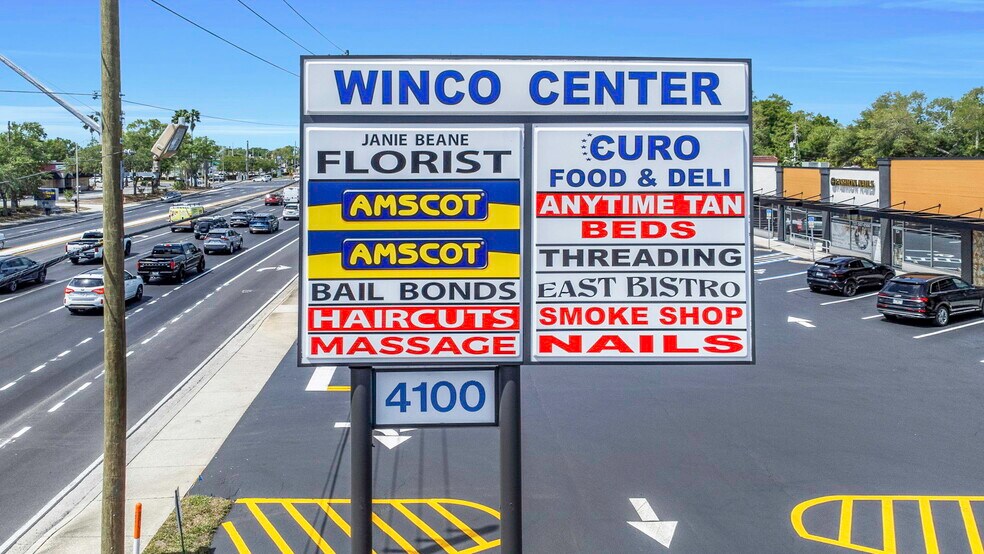 WINCO CENTER
JANIE BEANE
FLORIST
AMSCOT
AMSCOT
BAIL BONDS
HAIRCUTS
MASSAGE
€URO
FOOD & DELI
ANYTIME TAN
BEDS
THREADING
EAST BISTRO
SMOKE SHOP
NAILS
4100